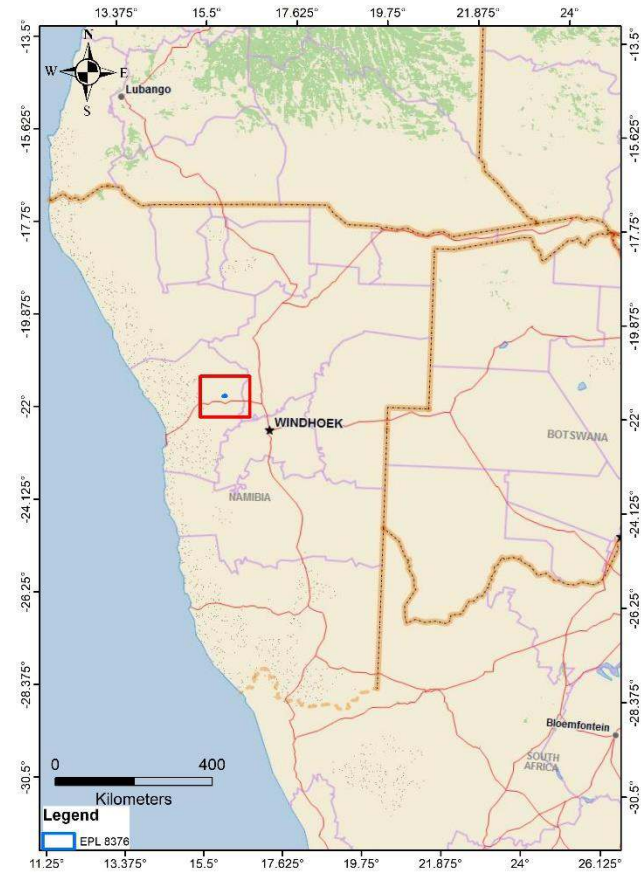 13.375° 15.5° 17.625° 19.75° 21.875° 24°
-13.5° -13.5°
N
W E
S
Lubango
-15.625° -15.625°
-17.75° -17.75°
-19.875° -19.875°
-22° -22°
WINDHOEK
BOTSWANA
NAMIBIA
-24.125° -24.125°
-26.25° -26.25°
-28.375° -28.375°
Bloemfontein
SOUTH
AFRICA
0 400
Kilometers
-30.5° -30.5°
Legend
EPL 8376
11.25° 13.375° 15.5° 17.625° 19.75° 21.875° 24° 26.125°